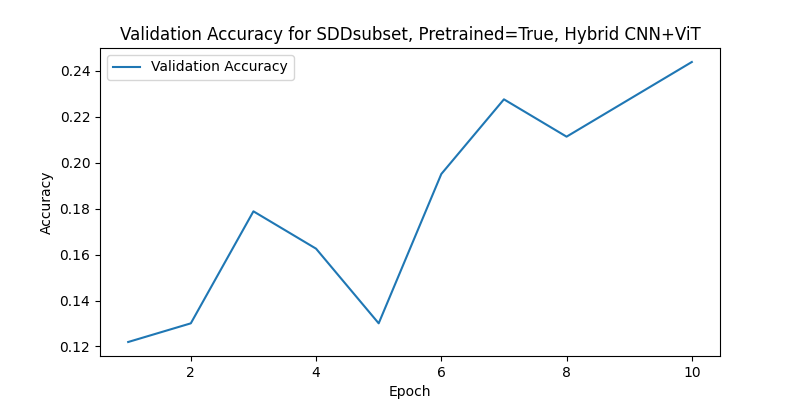 Validation Accuracy for SDDsubset, Pretrained=True, Hybrid CNN+ViT
Validation Accuracy
Accuracy
0.24
0.22
0.20
0.18
0.16
0.14
0.12
2 4 6 8 10
Epoch